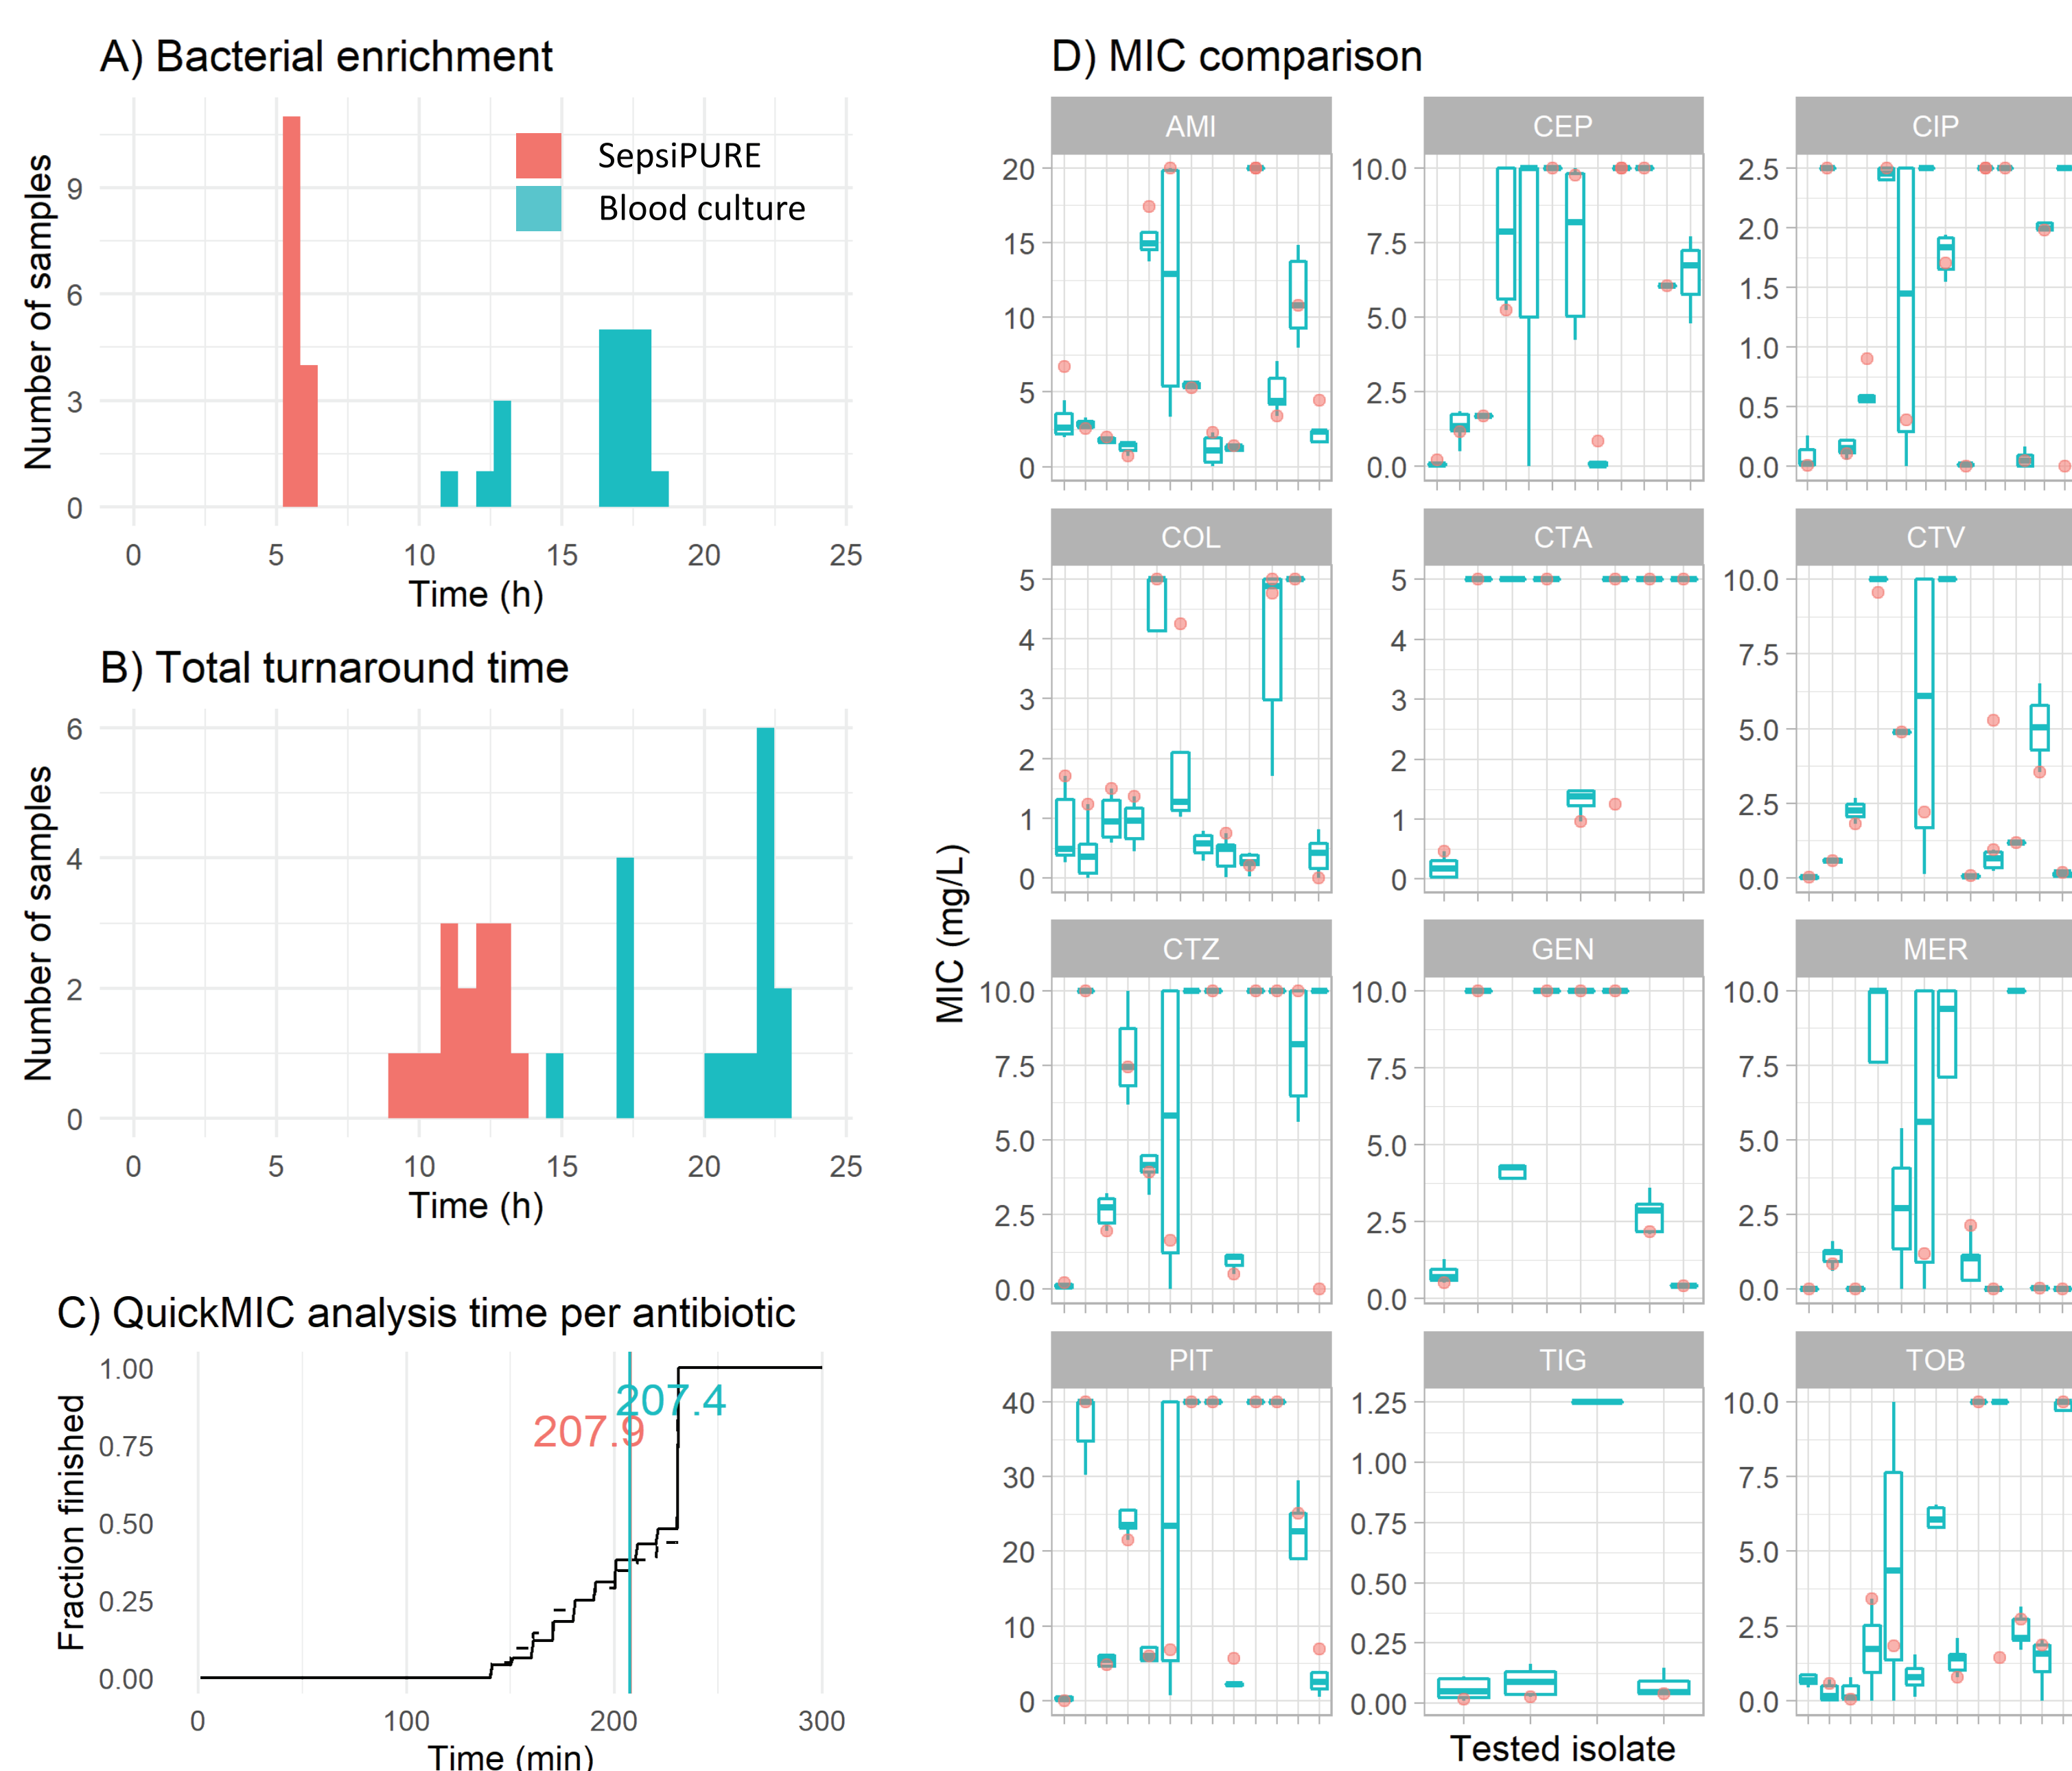 A) Bacterial enrichment
Number of samples
9
6
3
0
SepsiPURE
Blood culture
0 5 10 15 20 25
Time (h)
B) Total turnaround time
Number of samples
6
4
2
0
0 5 10 15 20 25
Time (h)
C) QuickMIC analysis time per antibiotic
Fraction finished
1.00
0.75
0.50
0.25
0.00
207.4
207.9
0 100 200 300
Time (min)
D) MIC comparison
MIC (mg/L)
AMI
20
15
10
5
0
CEP
10.0
7.5
5.0
2.5
0.0
CIP
2.5
2.0
1.5
1.0
0.5
0.0
COL
5
4
3
2
1
0
CTA
5
4
3
2
1
0
CTV
10.0
7.5
5.0
2.5
0.0
CTZ
10.0
7.5
5.0
2.5
0.0
GEN
10.0
7.5
5.0
2.5
0.0
MER
10.0
7.5
5.0
2.5
0.0
PIT
40
30
20
10
0
TIG
1.25
1.00
0.75
0.50
0.25
0.00
TOB
10.0
7.5
5.0
2.5
0.0
Tested isolate